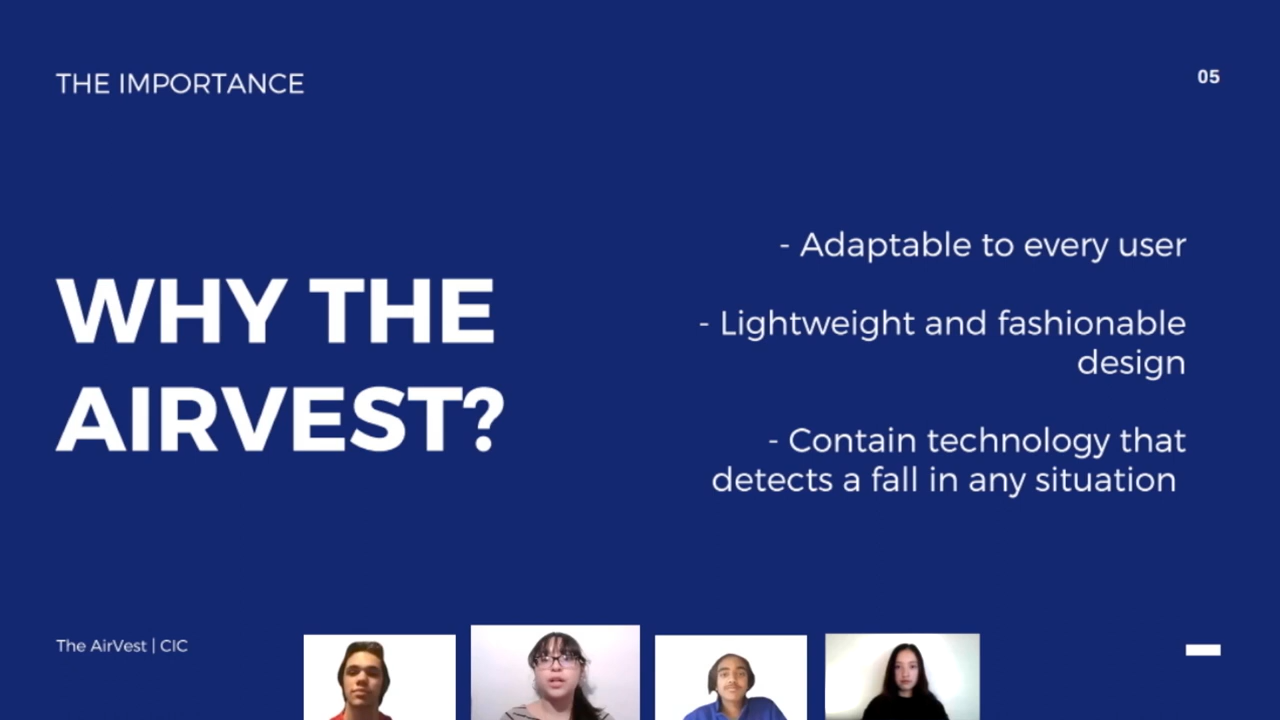 THE IMPORTANCE
05
WHY THE
AIRVEST?
- Adaptable to every user
- Lightweight and fashionable
design
- Contain technology that
detects a fall in any situation
The AirVest | CIC